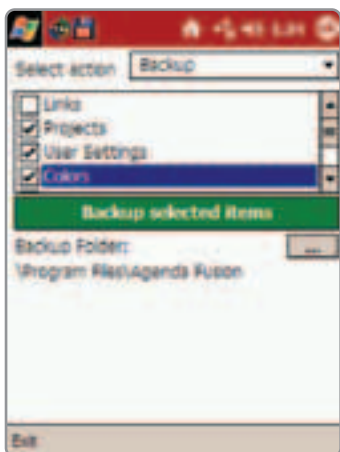 Select action Backup
Links
Projects
User Settings
Colors
Backup selected items
Backup Folder: ...
\Program Files\Agenda Fusion
Exit